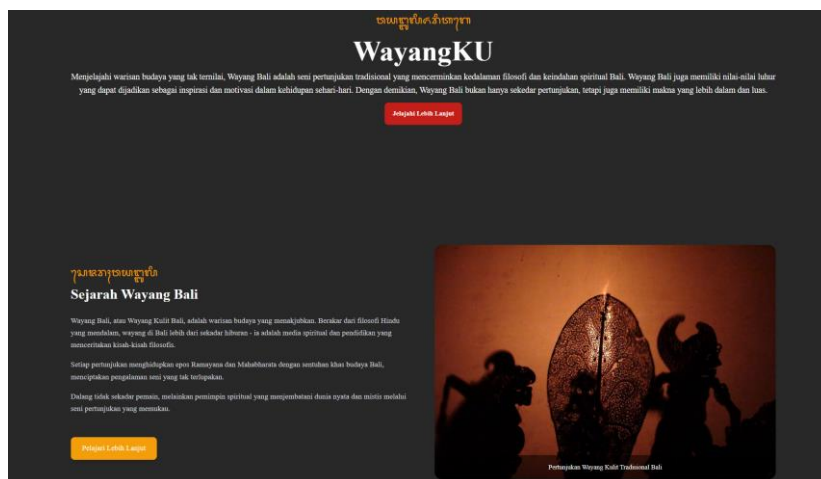 WayangKU
Menjelajahi warisan budaya yang tak ternilai, Wayang Bali adalah seni pertunjukan tradisional yang mencerminkan kedalaman filosofi dan keindahan spiritual Bali. Wayang Bali juga memiliki nilai-nilai luhur
yang dapat dijadikan sebagai inspirasi dan motivasi dalam kehidupan sehari-hari. Dengan demikian, Wayang Bali bukan hanya sekedar pertunjukan, tetapi juga memiliki makna yang lebih dalam dan luas.
Jelajahi Lebih Lanjut
Sejarah Wayang Bali
Wayang Bali, atau Wayang Kulit Bali, adalah warisan budaya yang menakjubkan. Berakar dari filosofi Hindu
yang mendalam, wayang di Bali lebih dari sekadar hiburan - ia adalah media spiritual dan pendidikan yang
menceritakan kisah-kisah filosofis.
Setiap pertunjukan menghidupkan epos Ramayana dan Mahabharata dengan sentuhan khas budaya Bali,
menciptakan pengalaman seni yang tak terlupakan.
Dalang tidak sekadar pemain, melainkan pemimpin spiritual yang menjembatani dunia nyata dan mistis melalui
seni pertunjukan yang memukau.
Pelajari Lebih Lanjut
Pertunjukan Wayang Kulit Tradisional Bali